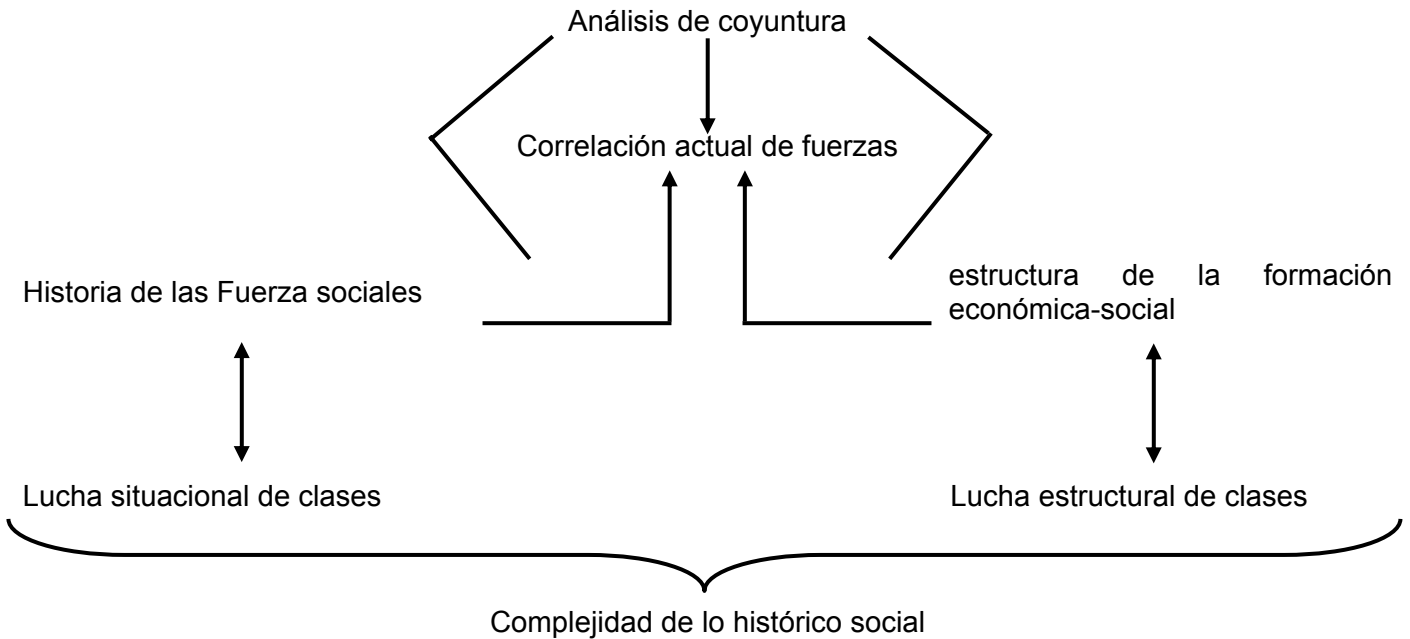 Análisis de coyuntura
Correlación actual de fuerzas
Historia de las Fuerza sociales
estructura de la formación
económica-social
Lucha situacional de clases
Lucha estructural de clases
Complejidad de lo histórico social